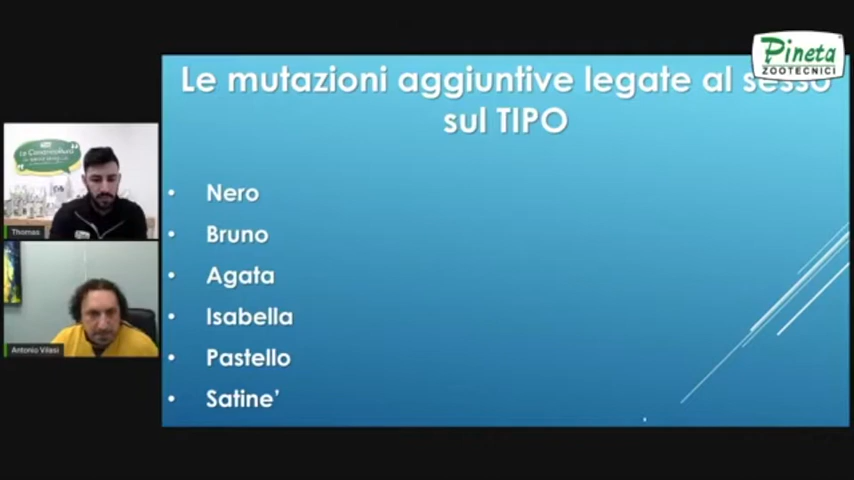 Pineta
ZOOTECNICI
Le mutazioni aggiuntive legate al sesso
sul TIPO
• Nero
• Bruno
• Agata
• Isabella
• Pastello
• Satine'
Thomas
Antonio Vilasi